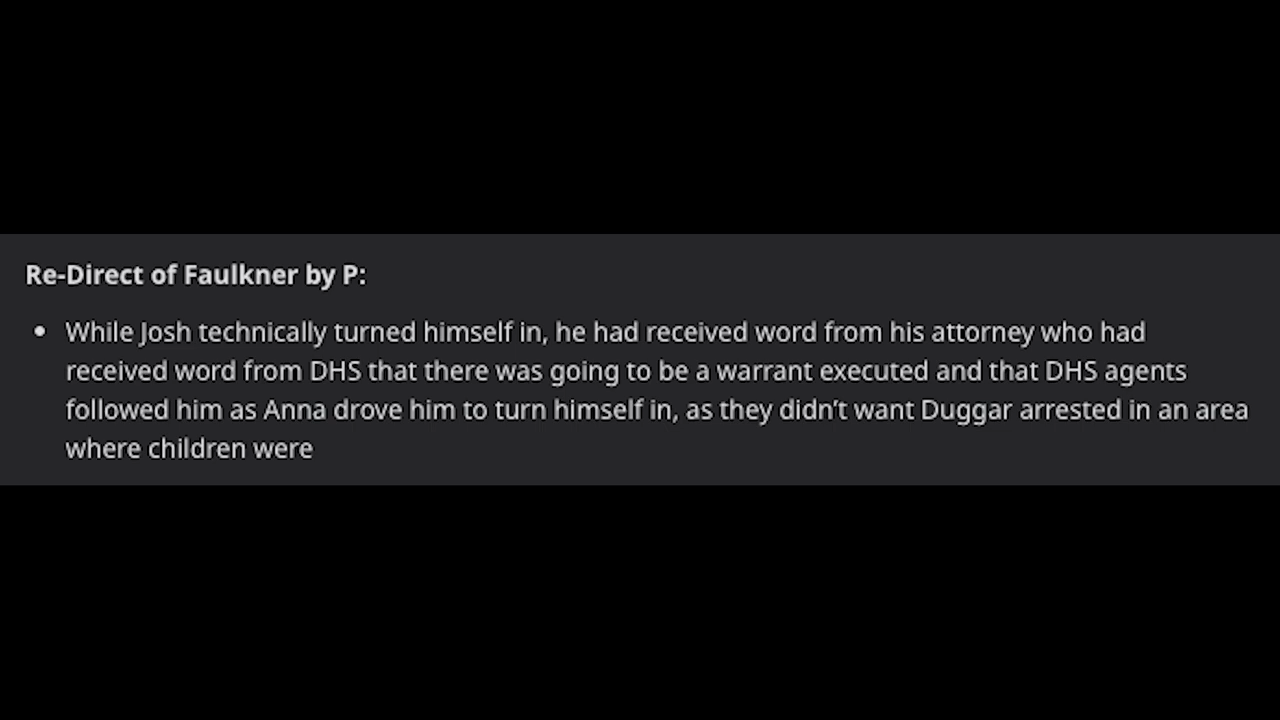 Re-Direct of Faulkner by P:
• While Josh technically turned himself in, he had received word from his attorney who had
received word from DHS that there was going to be a warrant executed and that DHS agents
followed him as Anna drove him to turn himself in, as they didn’t want Duggar arrested in an area
where children were